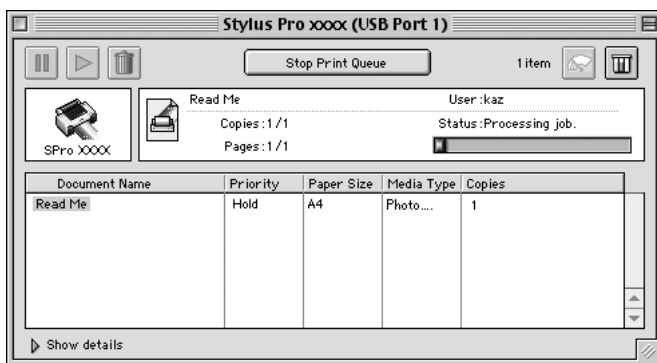 Stylus Pro xxxx (USB Port 1)
Stop Print Queue 1 item
Read Me User:kaz
Copies:1/1 Status:Processing job.
SPro XXXX Pages:1/1
Document Name Priority Paper Size Media Type Copies
Read Me Hold A4 Photo.... 1
Show details